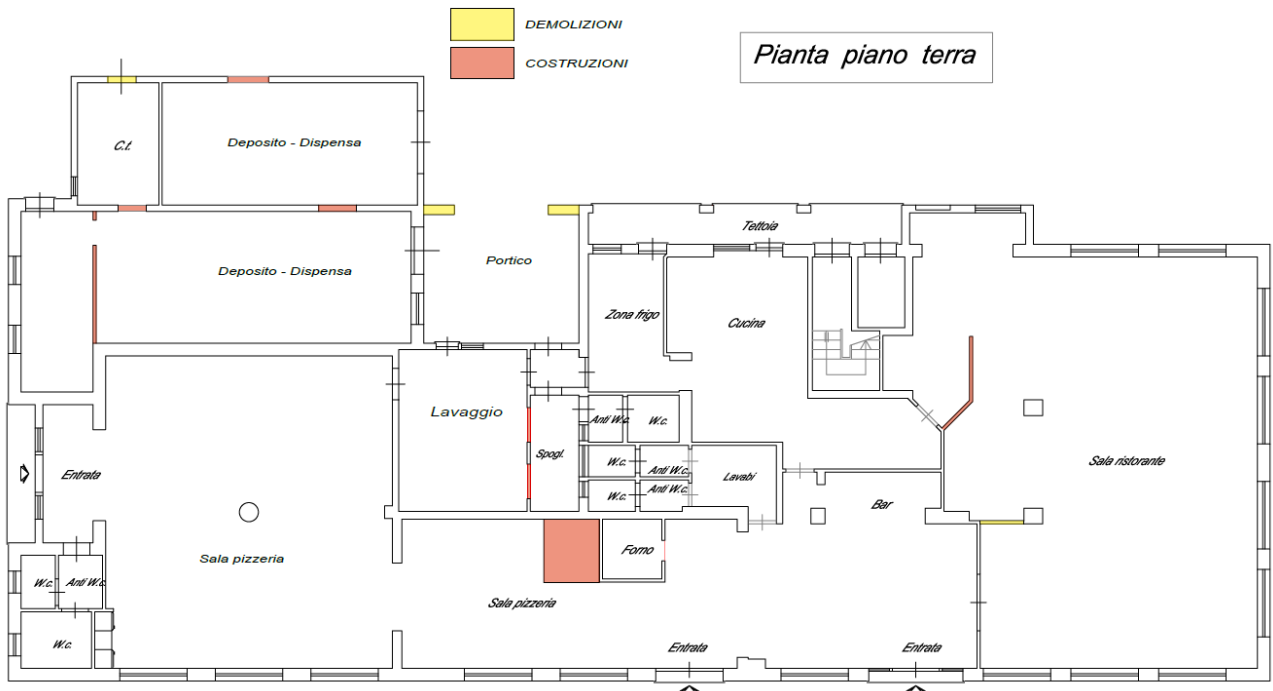 DEMOLIZIONI
COSTRUZIONI
Pianta piano terra
C.t.
Deposito - Dispensa
Tettoia
Portico
Deposito - Dispensa
Zona frigo
Cucina
Lavaggio
Anti W.c.
W.c.
Spogl.
Sala ristorante
Entrata
W.c.
Anti W.c.
Lavabi
W.c.
Anti W.c.
Bar
Sala pizzeria
Forno
W.c.
Anti W.c.
Sala pizzeria
W.c.
Entrata
Entrata